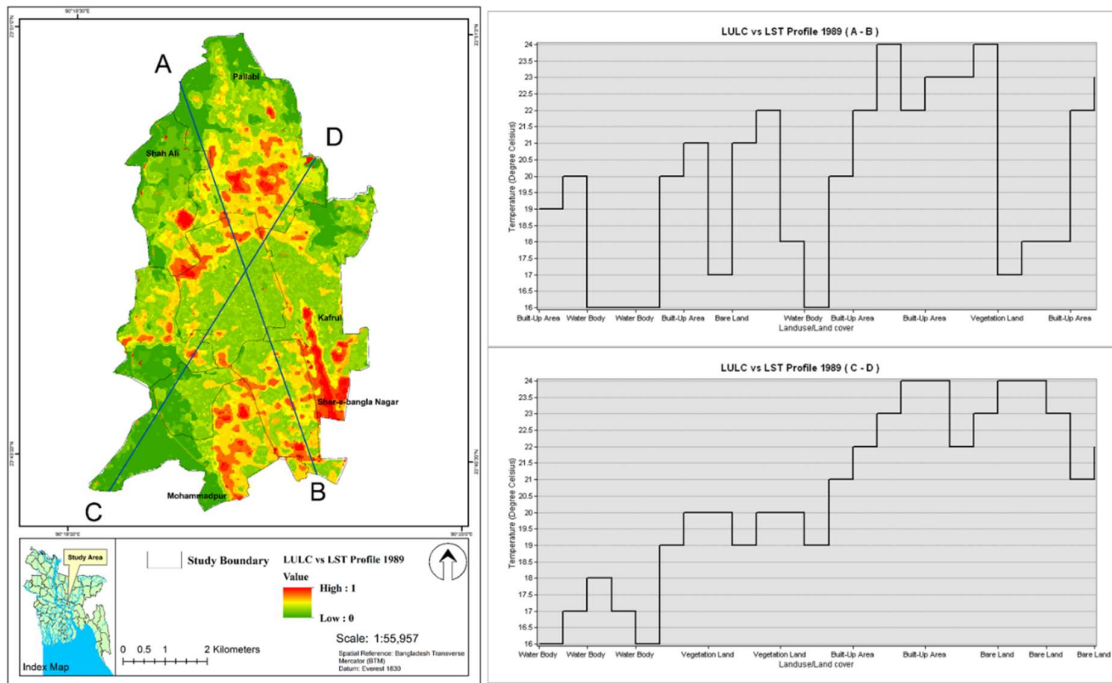 90°18'30"E
A
Pallabi
D
Shah Ali
Kafrul
Sher-e-bangla Nagar
Mohammadpur
B
C
90°20'0"E
Study Area
Index Map
Study Boundary
0 0.5 1 2 Kilometers
LULC vs LST Profile 1989
Value
High : 1
Low : 0
Scale: 1:55,957
Spatial Reference: Bangladesh Transverse
Mercator (BTM)
Datum: Everest 1830
LULC vs LST Profile 1989 ( A - B )
Temperature (Degree Celsius)
24
23.5
23
22.5
22
21.5
21
20.5
20
19.5
19
18.5
18
17.5
17
16.5
16
Built-Up Area Water Body Water Body Built-Up Area Bare Land Water Body Built-Up Area Built-Up Area Vegetation Land Built-Up Area
Landuse/Land cover
LULC vs LST Profile 1989 ( C - D )
Temperature (Degree Celsius)
24
23.5
23
22.5
22
21.5
21
20.5
20
19.5
19
18.5
18
17.5
17
16.5
16
Water Body Water Body Water Body Vegetation Land Vegetation Land Built-Up Area Built-Up Area Bare Land Bare Land Bare Land
Landuse/Land cover